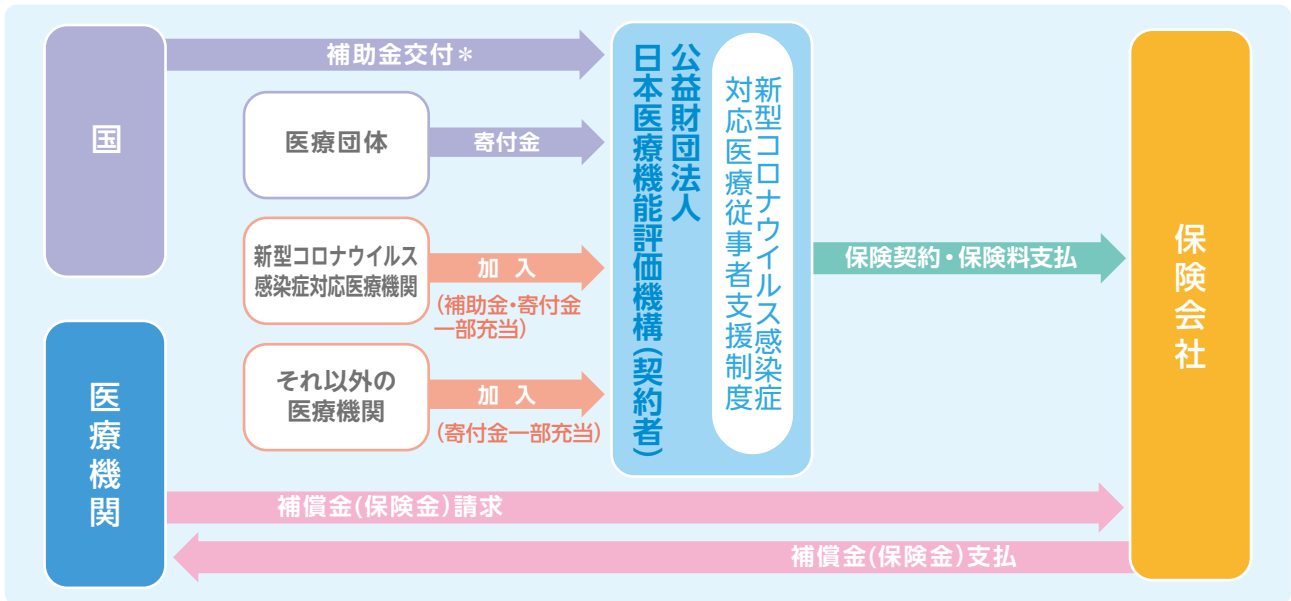 国
補助金交付＊
医療団体
寄付金
新型コロナウイルス
感染症対応医療機関
加 入
(補助金・寄付金
一部充当)
それ以外の
医療機関
加 入
(寄付金一部充当)
公益財団法人
日本医療機能評価機構(契約者)
新型コロナウイルス感染症
対応医療従事者支援制度
保険契約・保険料支払
保険会社
医療機関
補償金(保険金)請求
補償金(保険金)支払